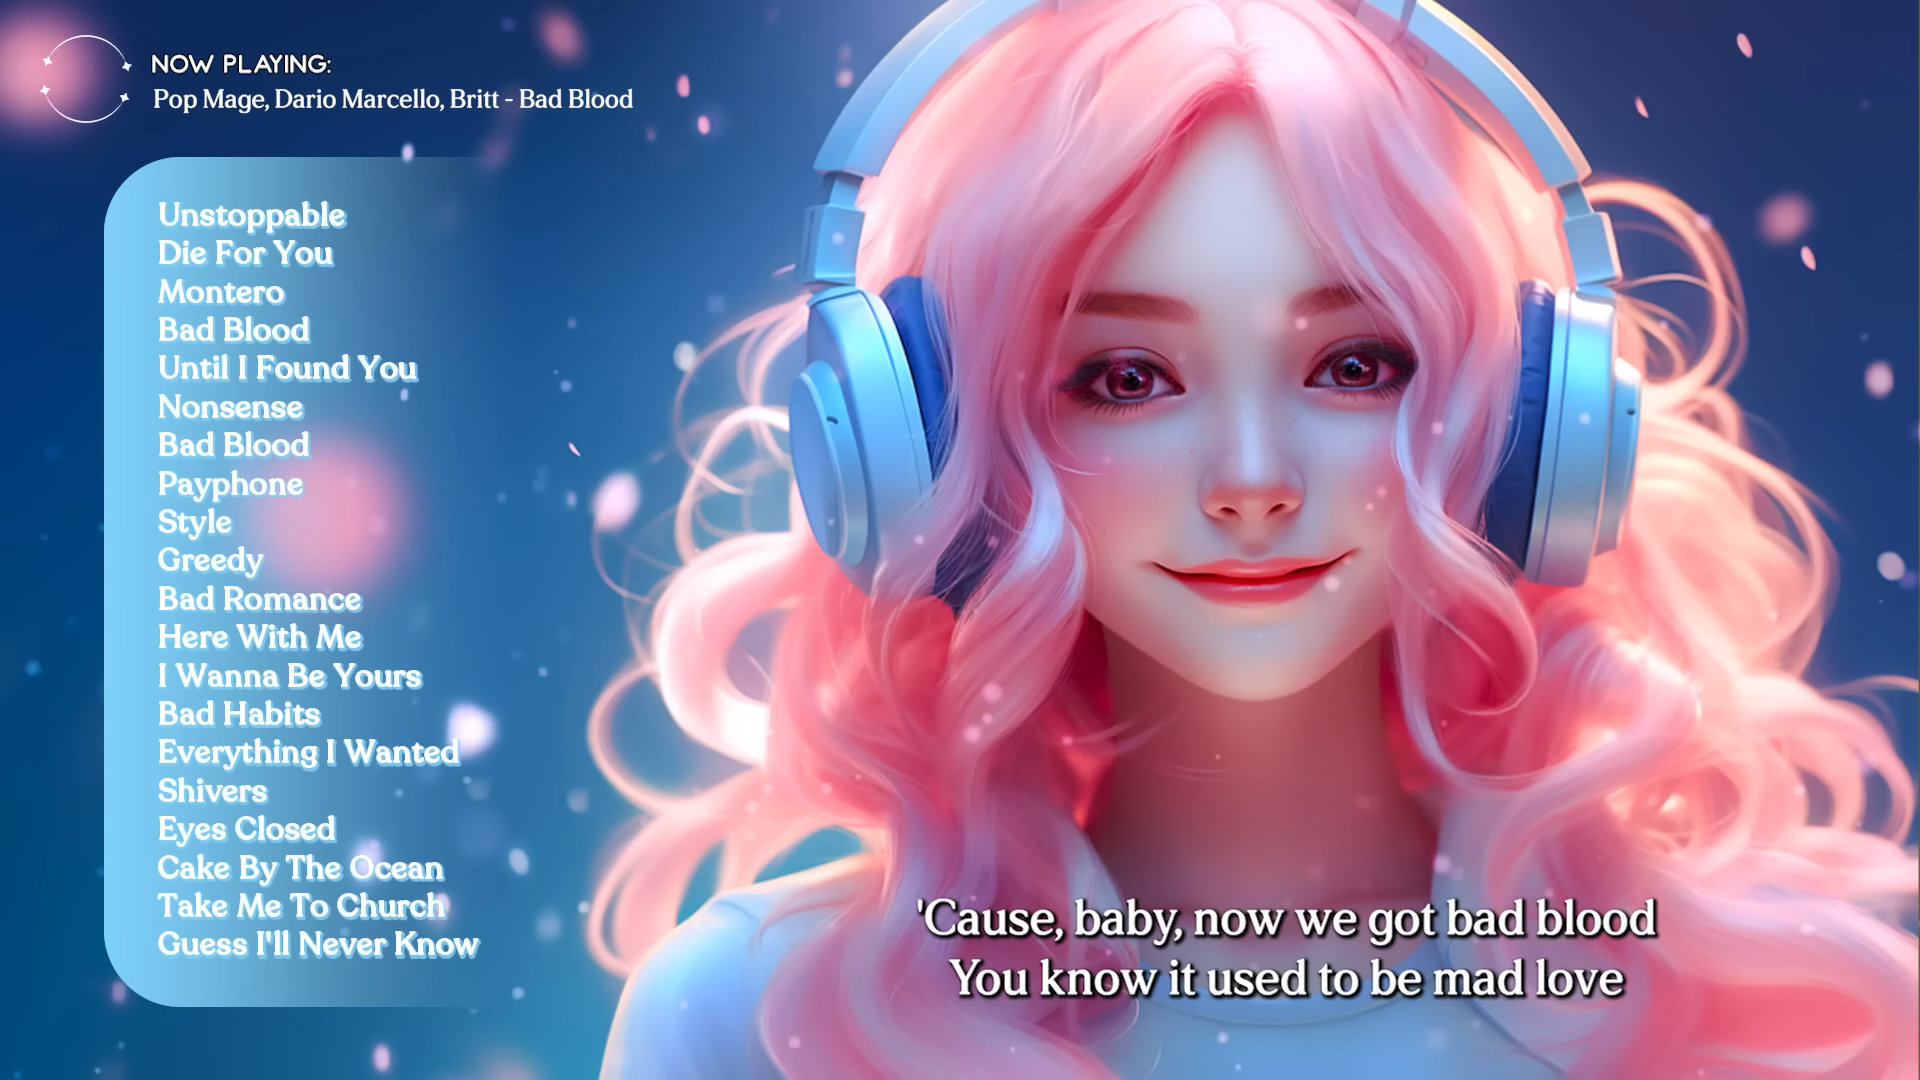 NOW PLAYING:
Pop Mage, Dario Marcello, Britt - Bad Blood
Unstoppable
Die For You
Montero
Bad Blood
Until I Found You
Nonsense
Bad Blood
Payphone
Style
Greedy
Bad Romance
Here With Me
I Wanna Be Yours
Bad Habits
Everything I Wanted
Shivers
Eyes Closed
Cake By The Ocean
Take Me To Church
Guess I'll Never Know
'Cause, baby, now we got bad blood
You know it used to be mad love